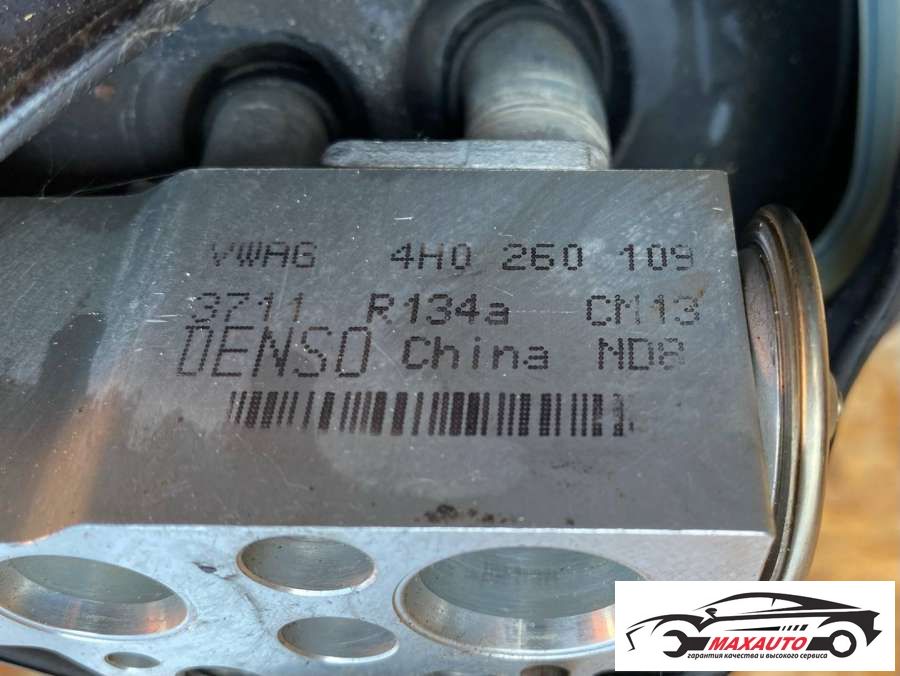 VWAG 4H0 260 109
3711 R134a CM13
DENSO China ND8
MAXAUTO
гарантия качества и высокого сервиса